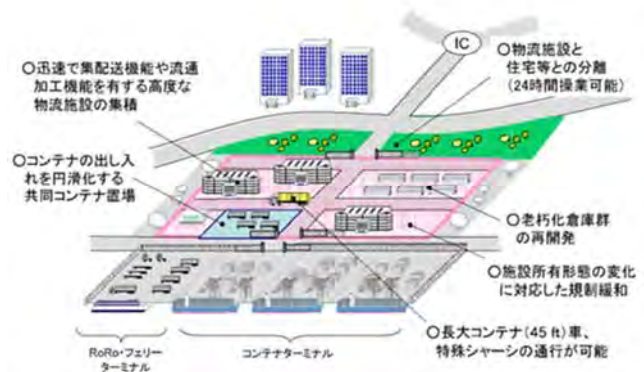 IC
○物流施設と
住宅等との分離
(24時間操業可能)
○迅速で集配送機能や流通
加工機能を有する高度な
物流施設の集積
○コンテナの出し入
れを円滑化する
共同コンテナ置場
○老朽化倉庫群
の再開発
○施設所有形態の変化
に対応した規制緩和
○長大コンテナ(45 ft)車、
特殊シャーシの通行が可能
RoRo・フェリー
ターミナル
コンテナターミナル